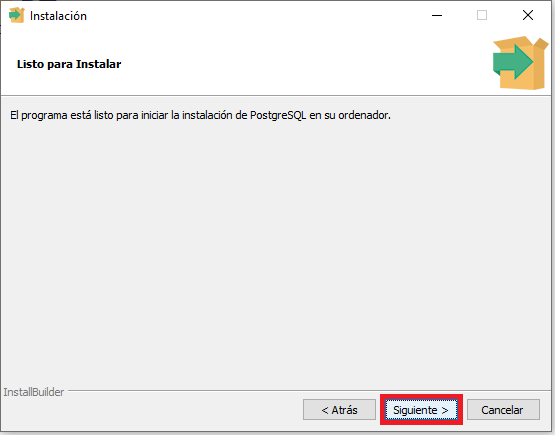 Instalación
Listo para Instalar
El programa está listo para iniciar la instalación de PostgreSQL en su ordenador.
InstallBuilder
< Atrás
Siguiente >
Cancelar